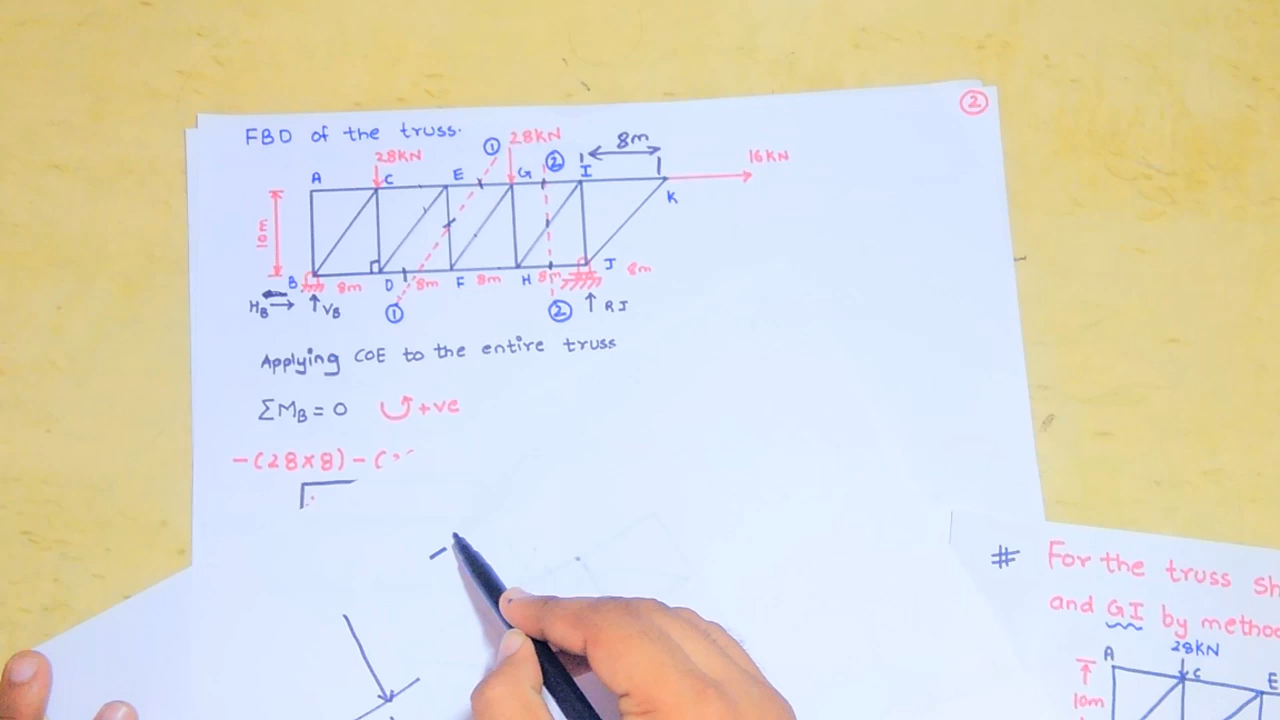 ②
FBD of the truss.
① 28KN 8m
28KN ② 16KN
A C E G I
K
10m
B 8m D 8m F 8m H 8m J 8m
HB VB ① ② RJ
Applying COE to the entire truss
ΣMB = 0 ↺ +ve
-(28×8) - (
# For the truss sh
and GI by metho
28KN
A C E
10m